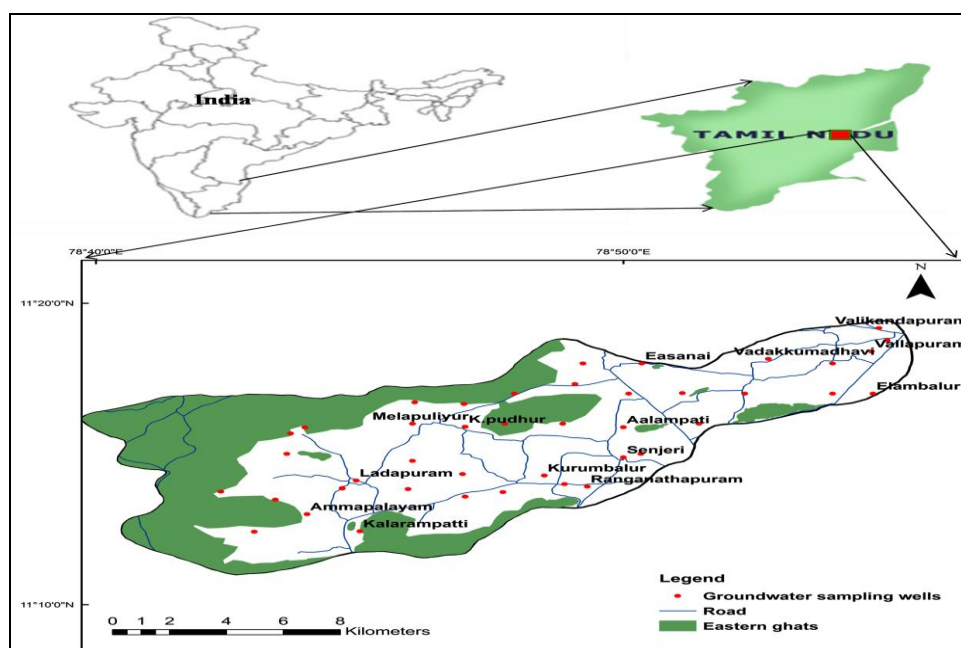 India
TAMIL NADU
78°40'0"E
78°50'0"E
N
11°20'0"N
Valikandapuram
Easanai
Vadakkumadhavi
Vallapuram
Elambalur
Melapuliyur
K.pudhur
Aalampati
Senjeri
Ladapuram
Kurumbalur
Ranganathapuram
Ammapalayam
Kalarampatti
11°10'0"N
Legend
Groundwater sampling wells
Road
Eastern ghats
0 1 2 4 6 8
Kilometers